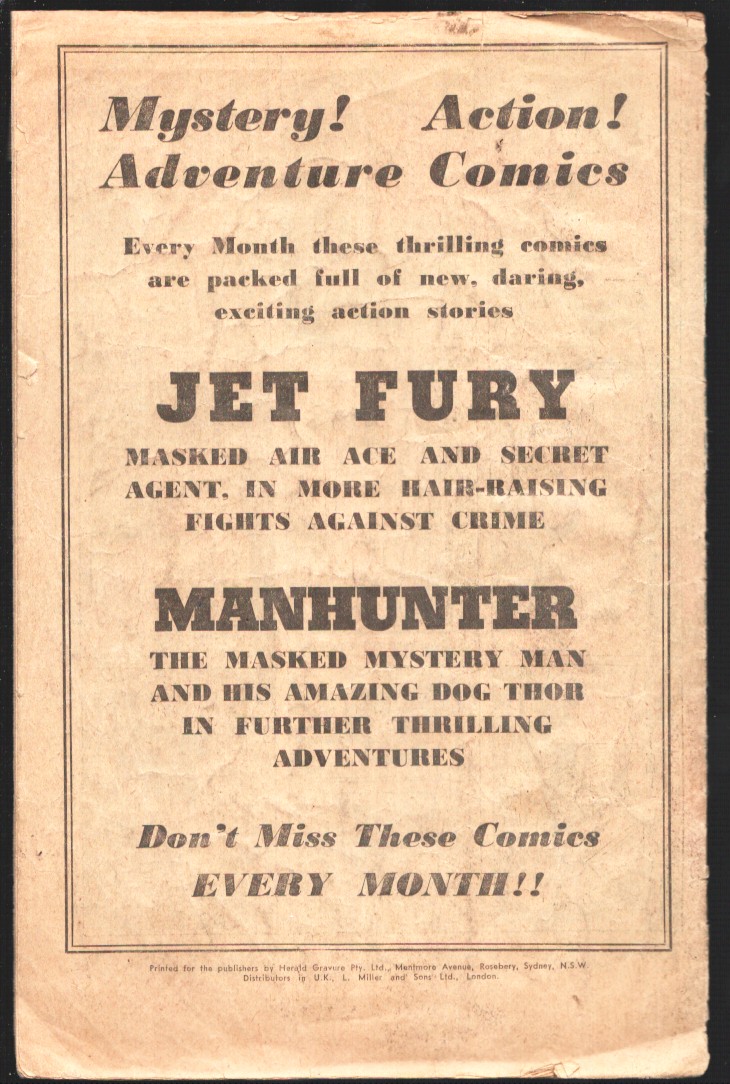 Mystery! Action!
Adventure Comics
Every Month these thrilling comics
are packed full of new, daring,
exciting action stories
JET FURY
MASKED AIR ACE AND SECRET
AGENT, IN MORE HAIR-RAISING
FIGHTS AGAINST CRIME
MANHUNTER
THE MASKED MYSTERY MAN
AND HIS AMAZING DOG THOR
IN FURTHER THRILLING
ADVENTURES
Don't Miss These Comics
EVERY MONTH!!
Printed for the publishers by Herald Gravure Pty. Ltd., Mentmore Avenue, Rosebery, Sydney, N.S.W.
Distributors in U.K., L. Miller and Sons Ltd., London.